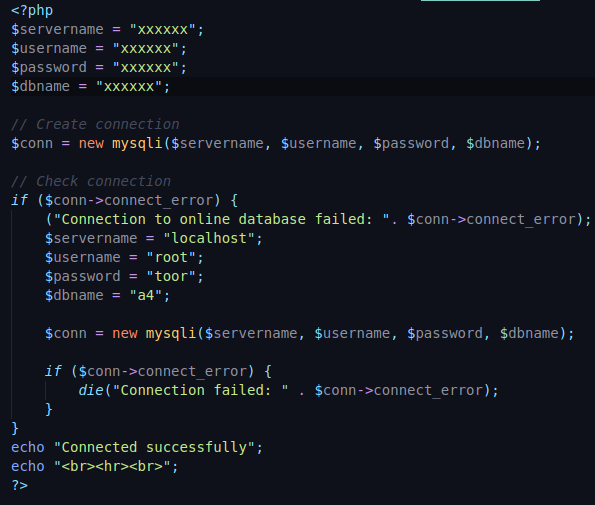 <?php
$servername = "xxxxxx";
$username = "xxxxxx";
$password = "xxxxxx";
$dbname = "xxxxxx";
// Create connection
$conn = new mysqli($servername, $username, $password, $dbname);
// Check connection
if ($conn->connect_error) {
("Connection to online database failed: ". $conn->connect_error);
$servername = "localhost";
$username = "root";
$password = "toor";
$dbname = "a4";
$conn = new mysqli($servername, $username, $password, $dbname);
if ($conn->connect_error) {
die("Connection failed: " . $conn->connect_error);
}
}
echo "Connected successfully";
echo "<br><hr><br>";
?>